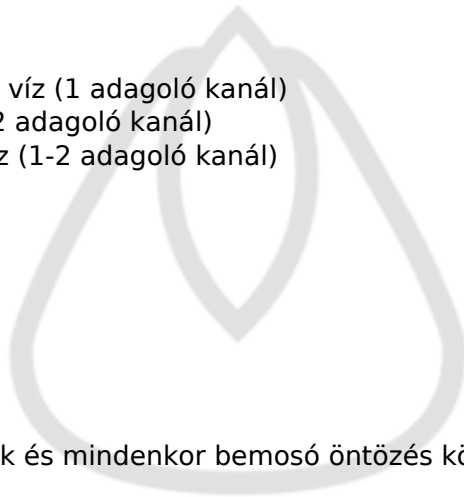 víz (1 adagoló kanál)
2 adagoló kanál)
z (1-2 adagoló kanál)
k és mindenkor bemosó öntözés kö